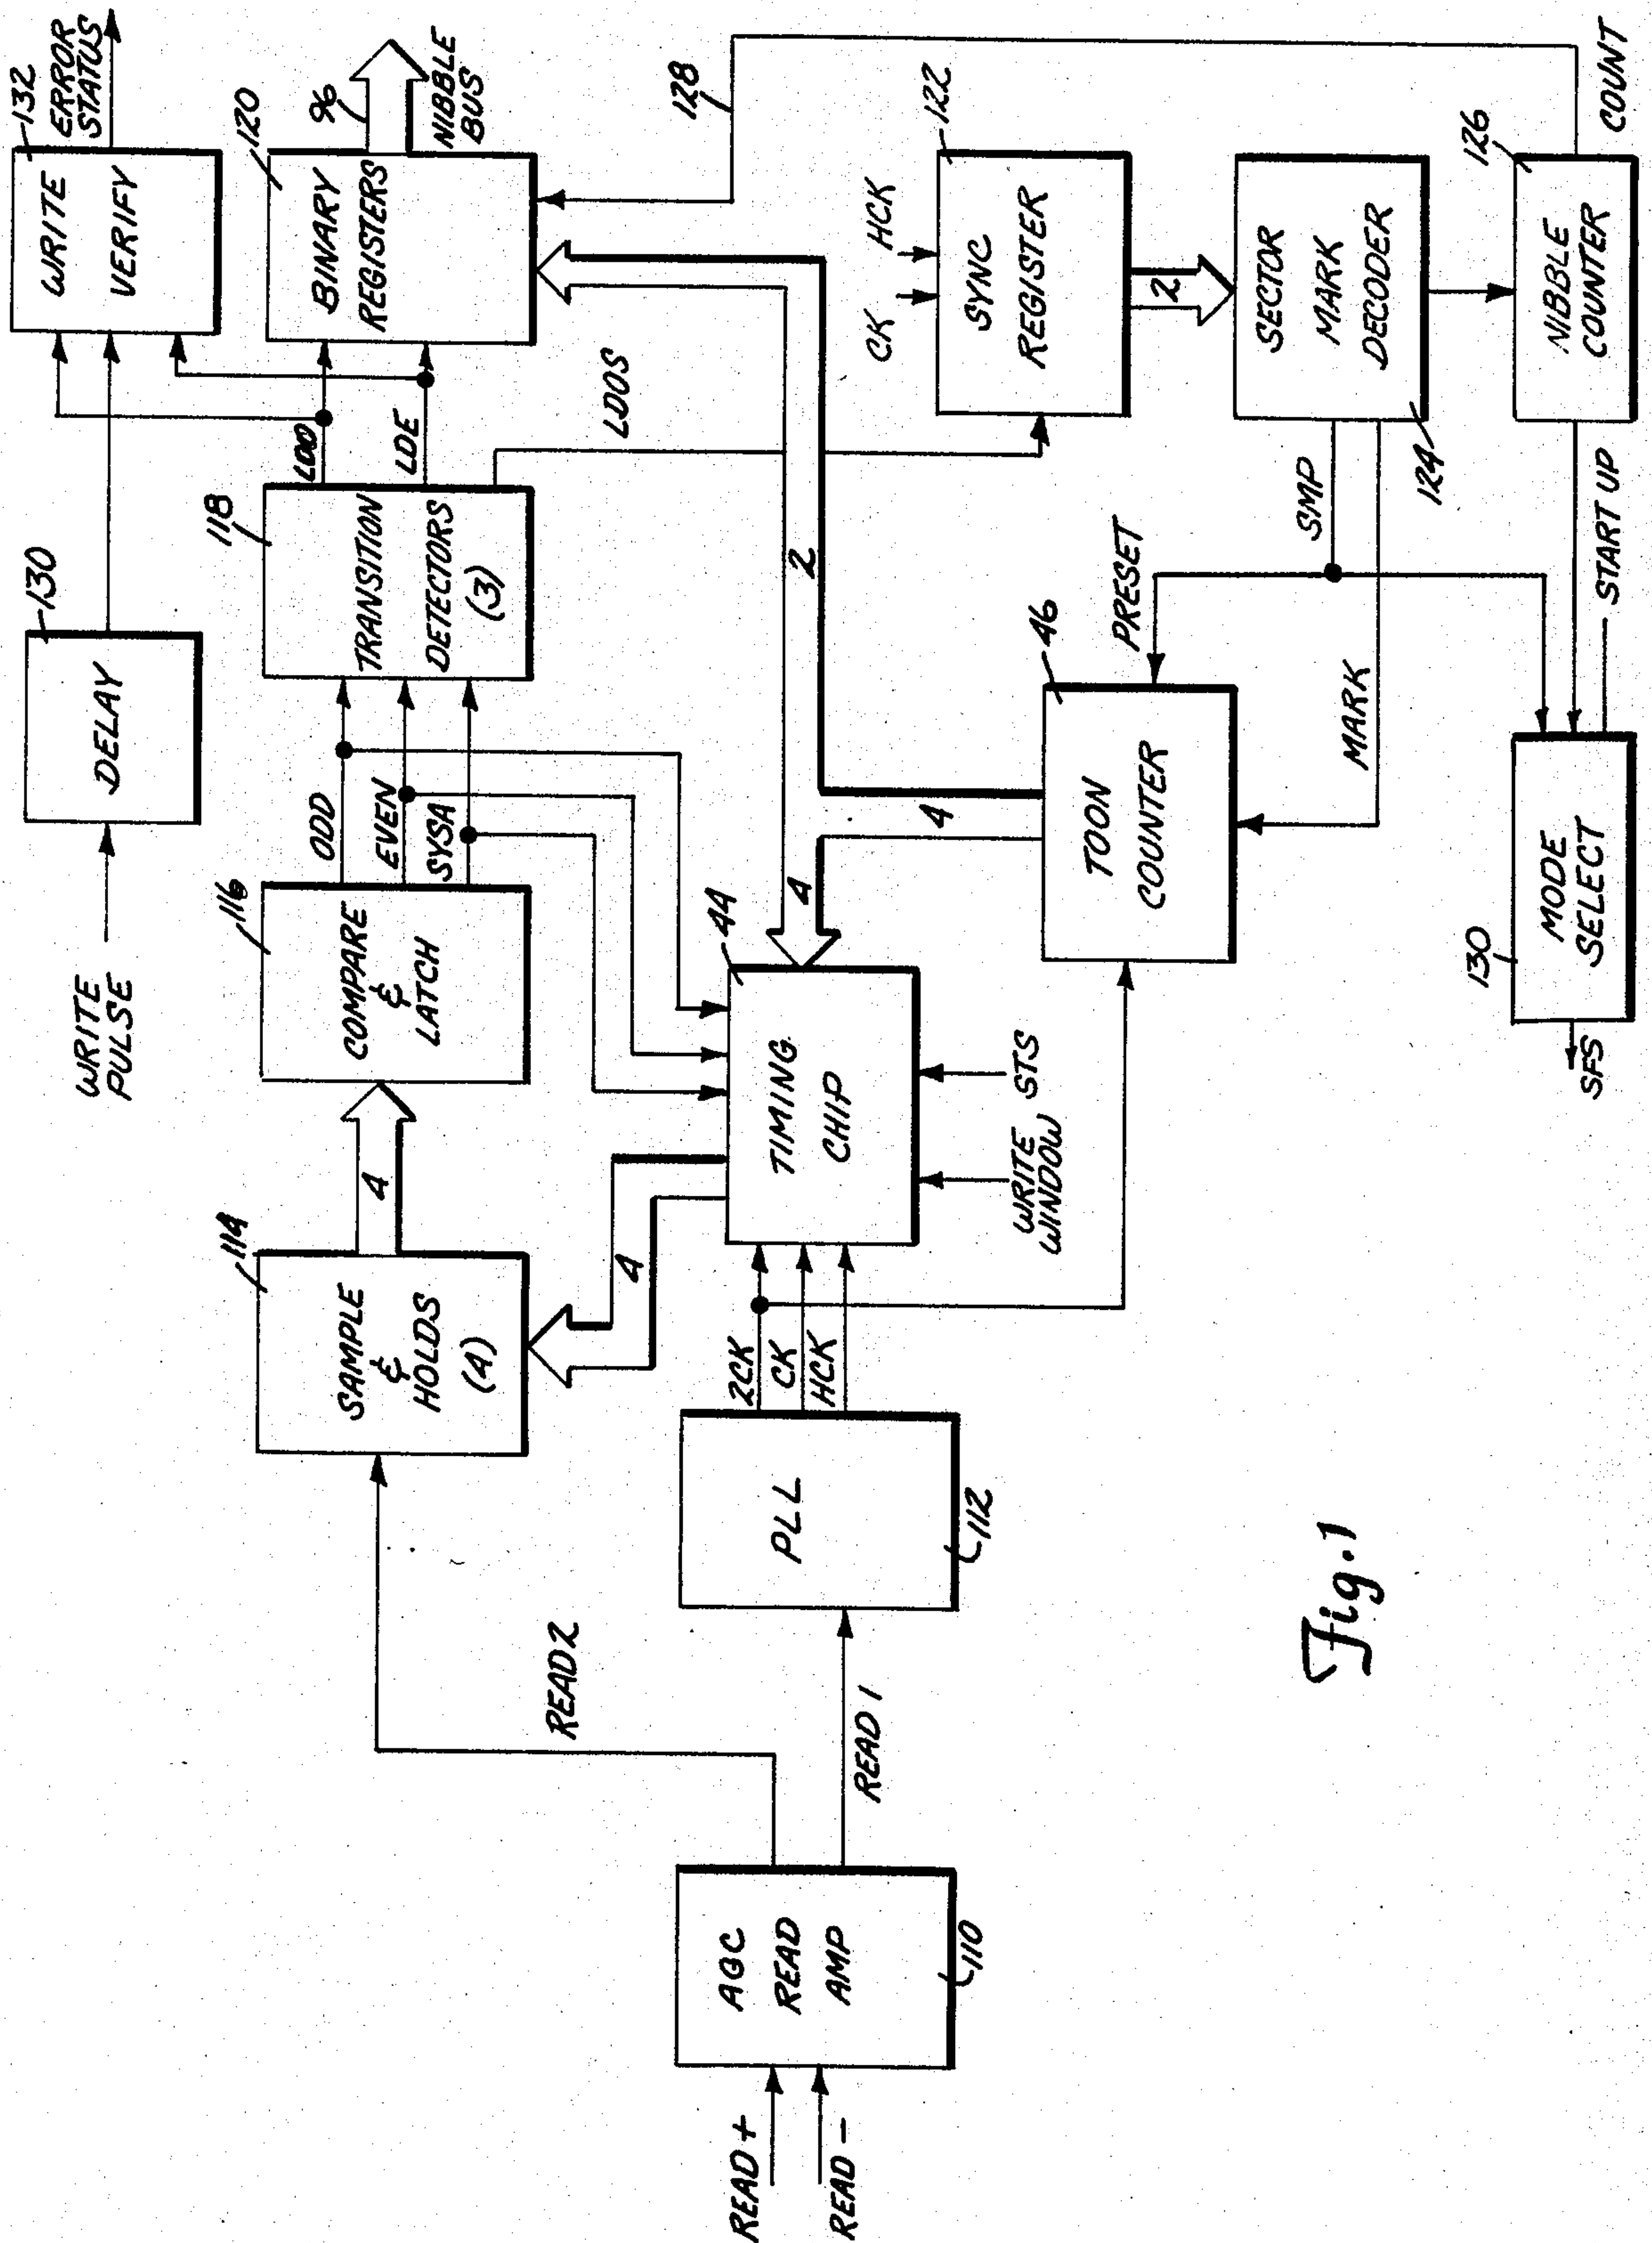 WRITE
PULSE
130
DELAY
132
WRITE
VERIFY
ERROR
STATUS
114
SAMPLE
&
HOLDS
(4)
4
116
COMPARE
&
LATCH
ODD
EVEN
SYSA
118
TRANSITION
DETECTORS
(3)
LDO
LDE
LDOS
120
BINARY
REGISTERS
96
NIBBLE
BUS
READ +
READ -
AGC
READ
AMP
110
READ 2
READ 1
PLL
112
2CK
CK
HCK
4
44
TIMING
CHIP
WRITE
WINDOW
STS
4
4
2
46
TOON
COUNTER
PRESET
MARK
SMP
CK
HCK
122
SYNC
REGISTER
2
SECTOR
MARK
DECODER
124
126
NIBBLE
COUNTER
COUNT
128
130
MODE
SELECT
SFS
START UP
Fig. 1